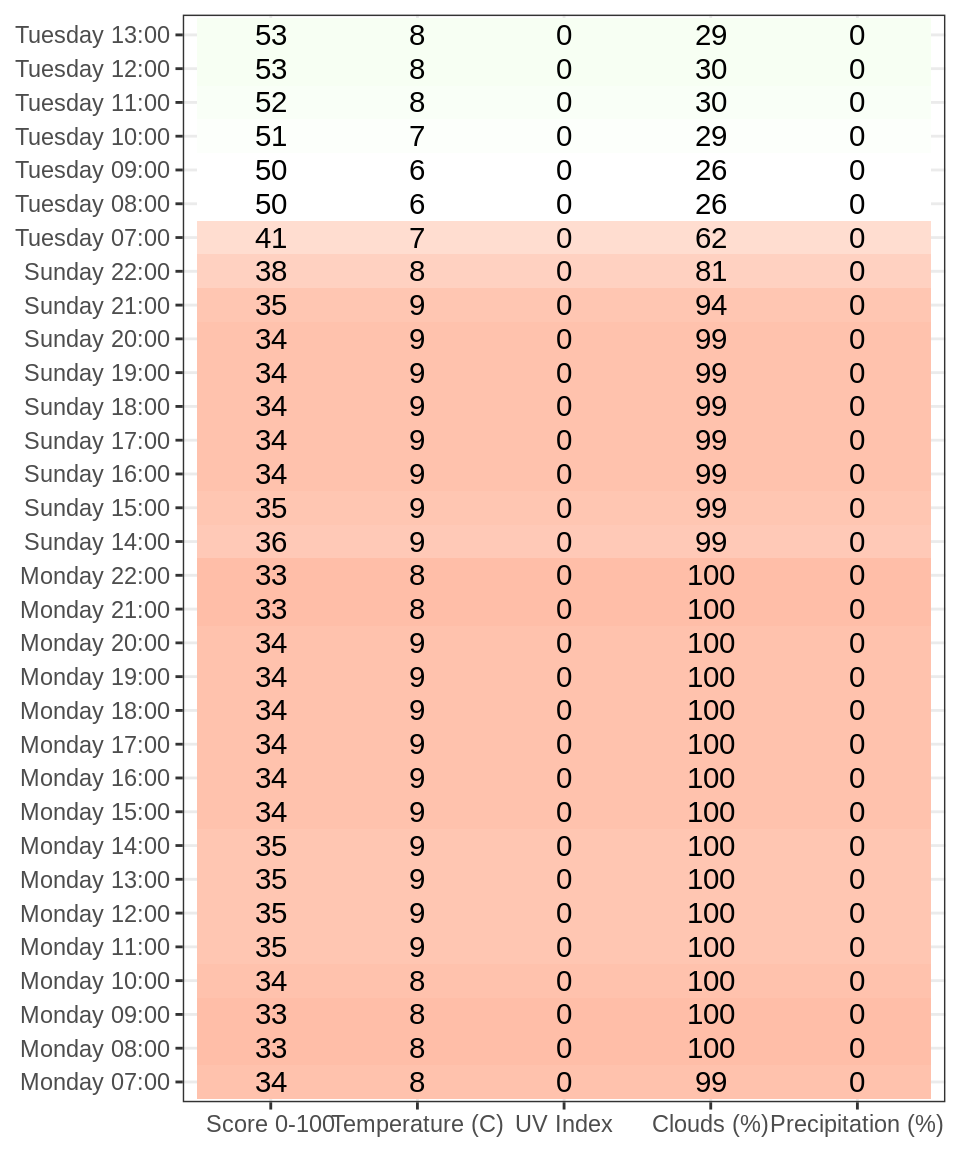 Tuesday 13:00 53 8 0 29 0
Tuesday 12:00 53 8 0 30 0
Tuesday 11:00 52 8 0 30 0
Tuesday 10:00 51 7 0 29 0
Tuesday 09:00 50 6 0 26 0
Tuesday 08:00 50 6 0 26 0
Tuesday 07:00 41 7 0 62 0
Sunday 22:00 38 8 0 81 0
Sunday 21:00 35 9 0 94 0
Sunday 20:00 34 9 0 99 0
Sunday 19:00 34 9 0 99 0
Sunday 18:00 34 9 0 99 0
Sunday 17:00 34 9 0 99 0
Sunday 16:00 34 9 0 99 0
Sunday 15:00 35 9 0 99 0
Sunday 14:00 36 9 0 99 0
Monday 22:00 33 8 0 100 0
Monday 21:00 33 8 0 100 0
Monday 20:00 34 9 0 100 0
Monday 19:00 34 9 0 100 0
Monday 18:00 34 9 0 100 0
Monday 17:00 34 9 0 100 0
Monday 16:00 34 9 0 100 0
Monday 15:00 34 9 0 100 0
Monday 14:00 35 9 0 100 0
Monday 13:00 35 9 0 100 0
Monday 12:00 35 9 0 100 0
Monday 11:00 35 9 0 100 0
Monday 10:00 34 8 0 100 0
Monday 09:00 33 8 0 100 0
Monday 08:00 33 8 0 100 0
Monday 07:00 34 8 0 99 0
Score 0-100 Temperature (C) UV Index Clouds (%) Precipitation (%)